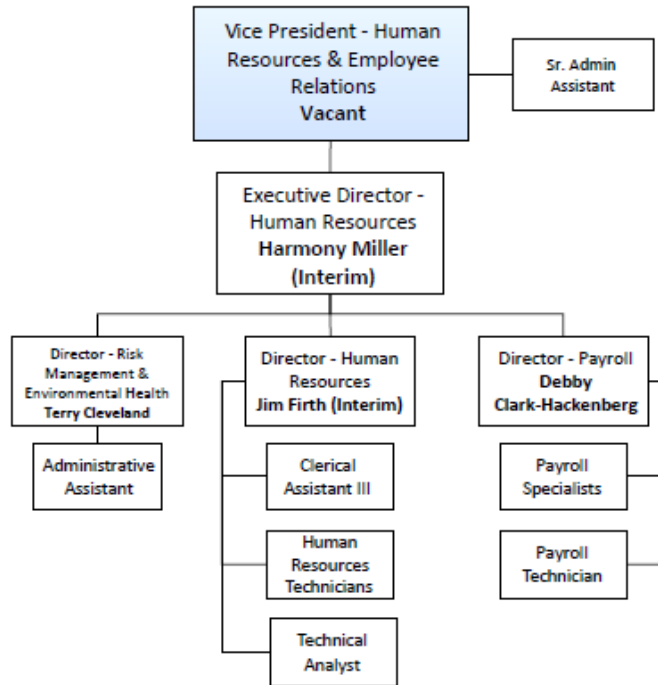 Vice President - Human
Resources & Employee
Relations
Vacant
Sr. Admin
Assistant
Executive Director -
Human Resources
Harmony Miller
(Interim)
Director - Risk
Management &
Environmental Health
Terry Cleveland
Director - Human
Resources
Jim Firth (Interim)
Director - Payroll
Debby
Clark-Hackenberg
Administrative
Assistant
Clerical
Assistant III
Payroll
Specialists
Human
Resources
Technicians
Payroll
Technician
Technical
Analyst